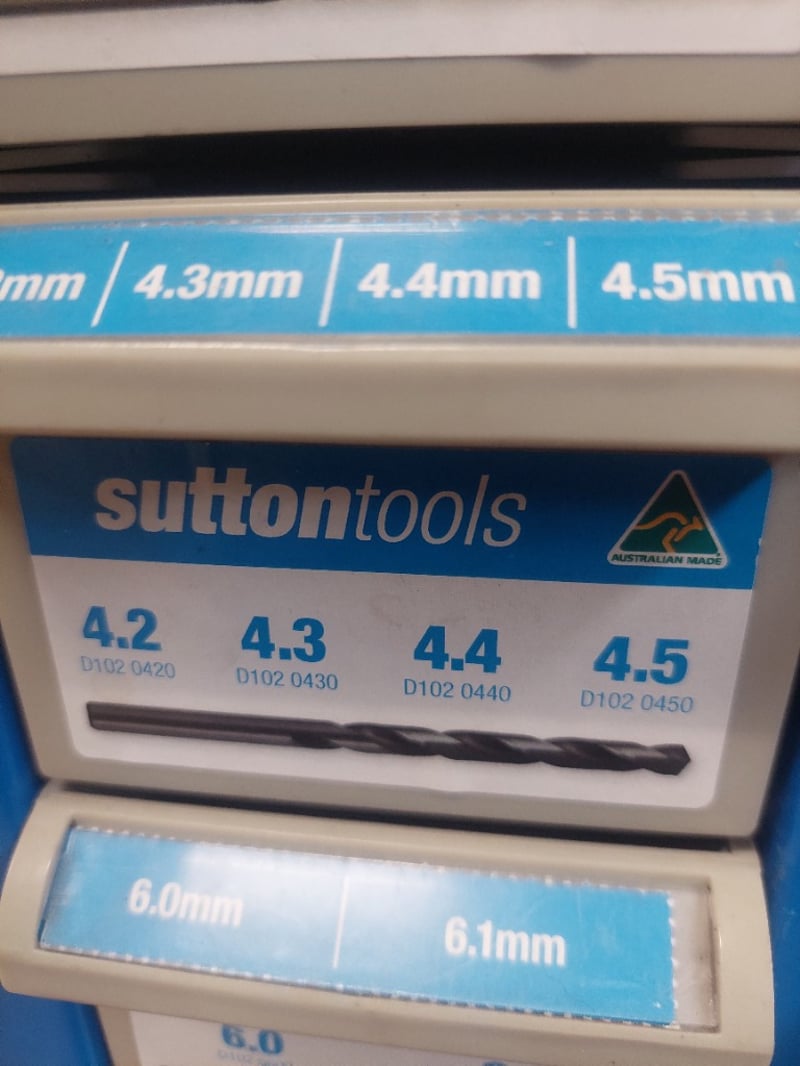 mm 4.3mm 4.4mm 4.5mm
suttontools
AUSTRALIAN MADE
4.2 4.3 4.4 4.5
D102 0420 D102 0430 D102 0440 D102 0450
6.0mm 6.1mm
6.0